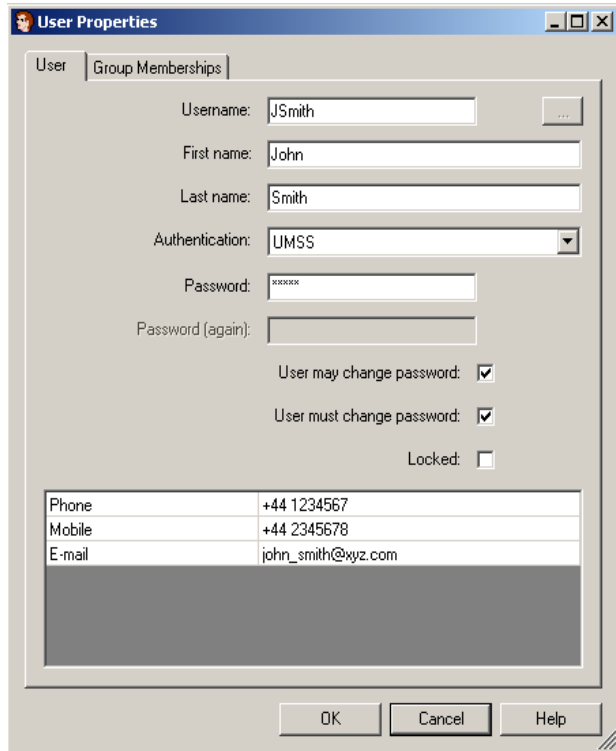 User Properties
User Group Memberships
Username: JSmith ...
First name: John
Last name: Smith
Authentication: UMSS
Password: *****
Password (again):
User may change password:
User must change password:
Locked:
Phone +44 1234567
Mobile +44 2345678
E-mail john_smith@xyz.com
OK Cancel Help